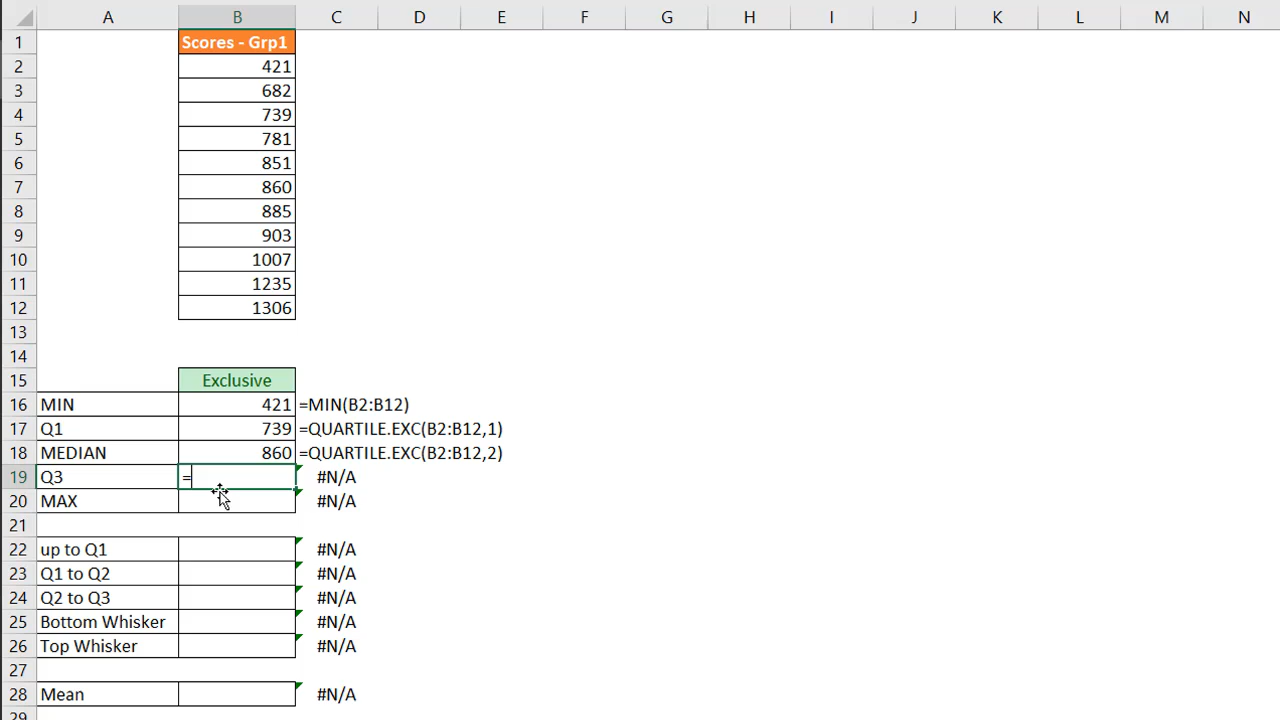 A B C D E F G H I J K L M N
1 Scores - Grp1
2 421
3 682
4 739
5 781
6 851
7 860
8 885
9 903
10 1007
11 1235
12 1306
13
14
15 Exclusive
16 MIN 421 =MIN(B2:B12)
17 Q1 739 =QUARTILE.EXC(B2:B12,1)
18 MEDIAN 860 =QUARTILE.EXC(B2:B12,2)
19 Q3 = #N/A
20 MAX #N/A
21
22 up to Q1 #N/A
23 Q1 to Q2 #N/A
24 Q2 to Q3 #N/A
25 Bottom Whisker #N/A
26 Top Whisker #N/A
27
28 Mean #N/A
29